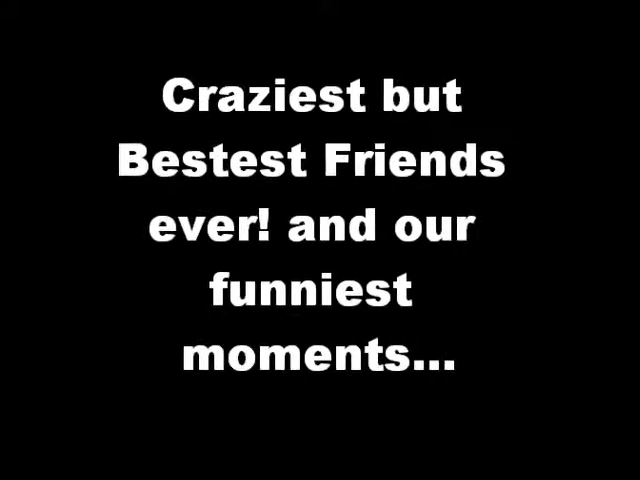 Craziest but
Bestest Friends
ever! and our
funniest
moments...